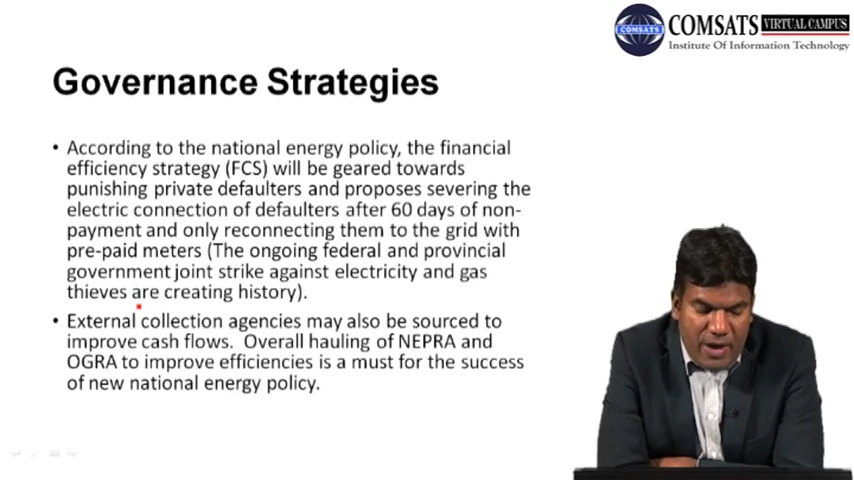 COMSATS VIRTUAL CAMPUS
COMSATS
Institute Of Information Technology
Governance Strategies
• According to the national energy policy, the financial
efficiency strategy (FCS) will be geared towards
punishing private defaulters and proposes severing the
electric connection of defaulters after 60 days of non-
payment and only reconnecting them to the grid with
pre-paid meters (The ongoing federal and provincial
government joint strike against electricity and gas
thieves are creating history).
• External collection agencies may also be sourced to
improve cash flows. Overall hauling of NEPRA and
OGRA to improve efficiencies is a must for the success
of new national energy policy.